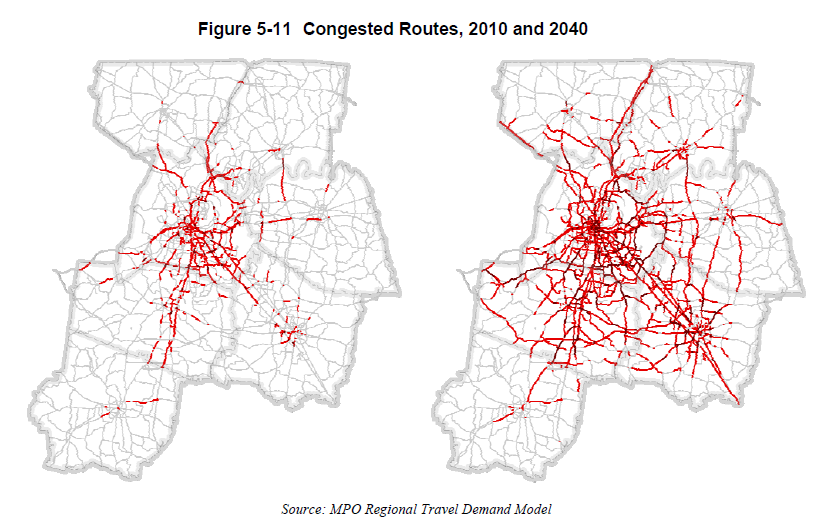 Figure 5-11  Congested Routes, 2010 and 2040
Source: MPO Regional Travel Demand Model